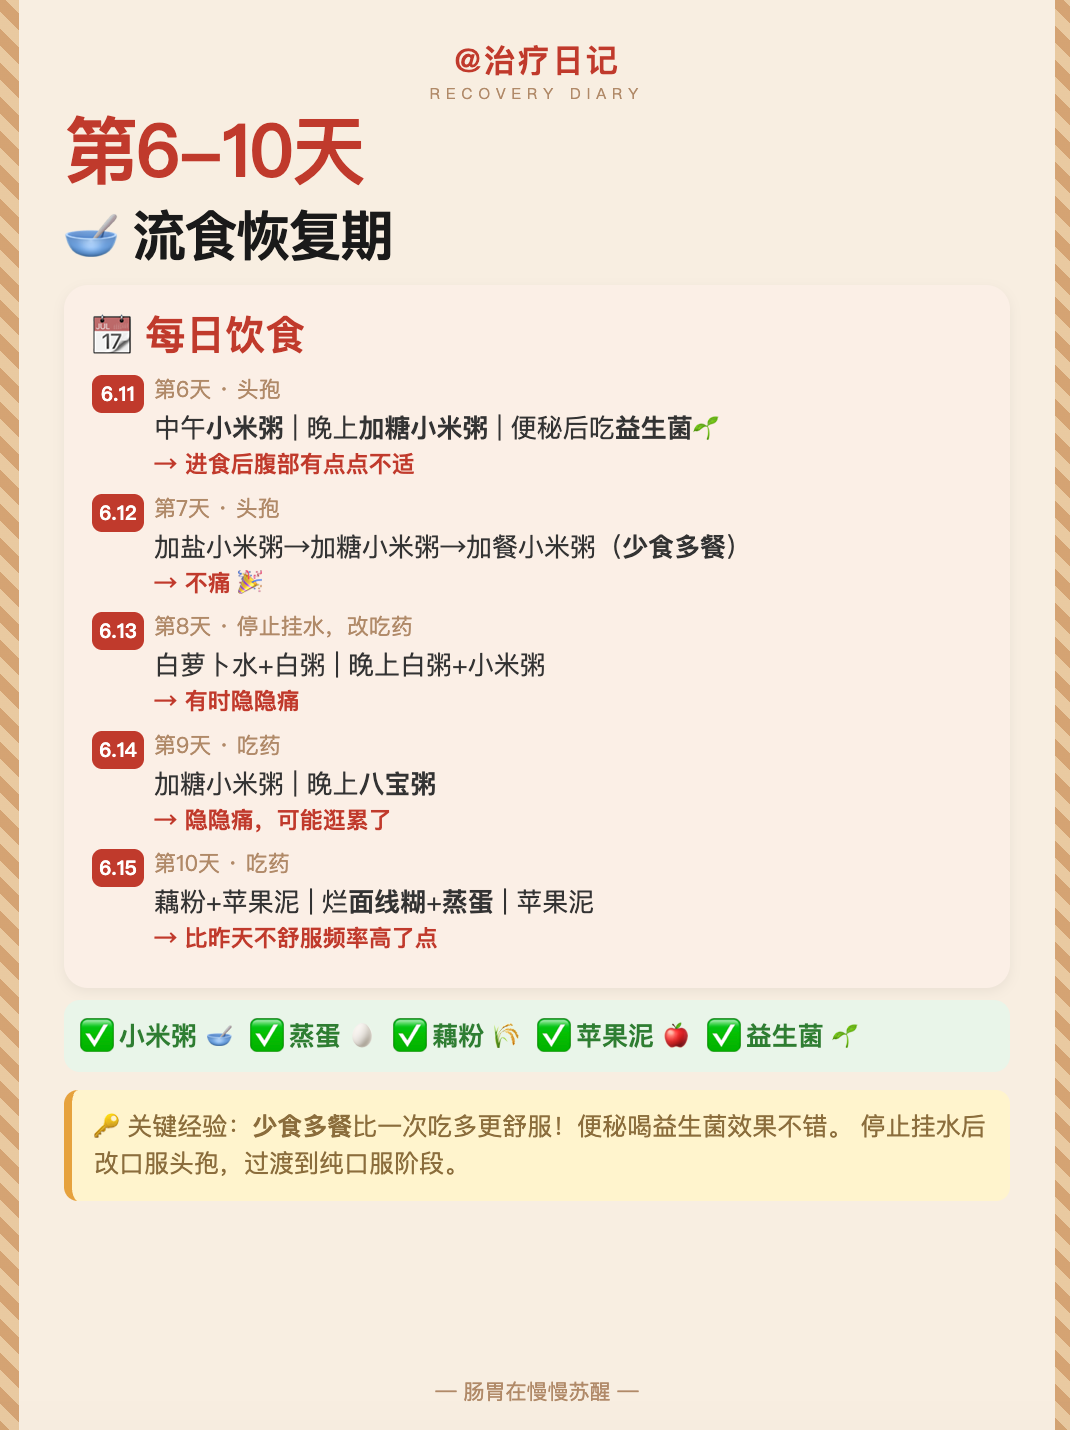 @治疗日记
RECOVERY DIARY
第6–10天
流食恢复期
每日饮食
6.11
第6天 · 头孢
中午小米粥 | 晚上加糖小米粥 | 便秘后吃益生菌🌱
→ 进食后腹部有点点不适
6.12
第7天 · 头孢
加盐小米粥→加糖小米粥→加餐小米粥（少食多餐）
→ 不痛 🎉
6.13
第8天 · 停止挂水，改吃药
白萝卜水+白粥 | 晚上白粥+小米粥
→ 有时隐隐痛
6.14
第9天 · 吃药
加糖小米粥 | 晚上八宝粥
→ 隐隐痛，可能逛累了
6.15
第10天 · 吃药
藕粉+苹果泥 | 烂面线糊+蒸蛋 | 苹果泥
→ 比昨天不舒服频率高了点
✅小米粥 🥣 ✅蒸蛋 🥚 ✅藕粉 🌾 ✅苹果泥 🍎 ✅益生菌 🌱
🔑 关键经验：少食多餐比一次吃多更舒服！便秘喝益生菌效果不错。 停止挂水后
改口服头孢，过渡到纯口服阶段。
— 肠胃在慢慢苏醒 —